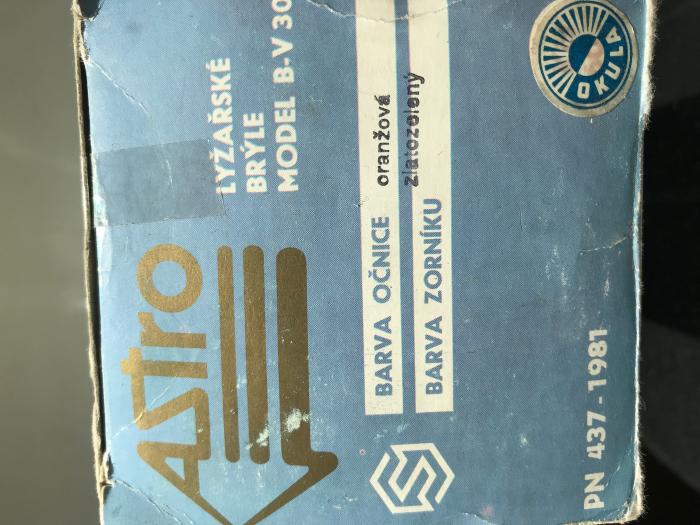 ASTRO
LYŽAŘSKÉ
BRÝLE
MODEL B-V 30
BARVA OČNICE oranžová
BARVA ZORNÍKU zlatozelený
PN 437-1981
OKULA